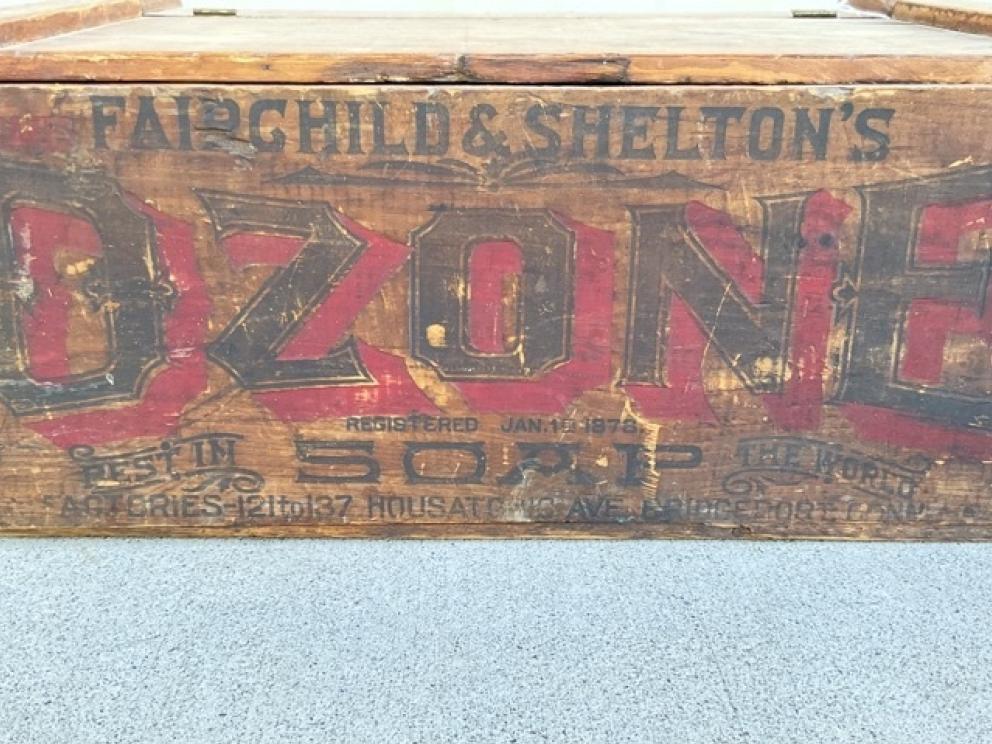 FAIRCHILD & SHELTON'S
OZONE
REGISTERED JAN. 10 1878.
BEST IN SOAP THE WORLD
FACTORIES-121 to 137 HOUSATONIC AVE. BRIDGEPORT, CONN.